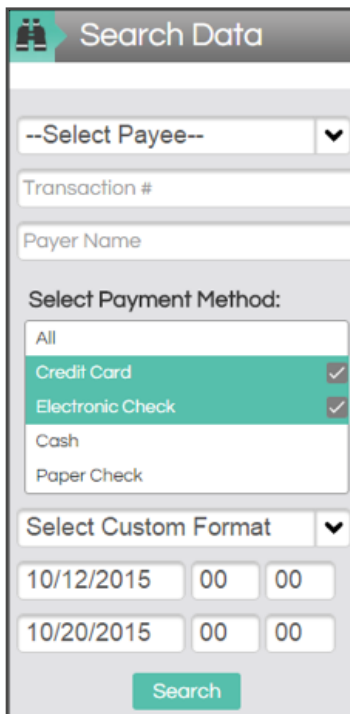 Search Data
--Select Payee--
Transaction #
Payer Name
Select Payment Method:
All
Credit Card
Electronic Check
Cash
Paper Check
Select Custom Format
10/12/2015 00 00
10/20/2015 00 00
Search